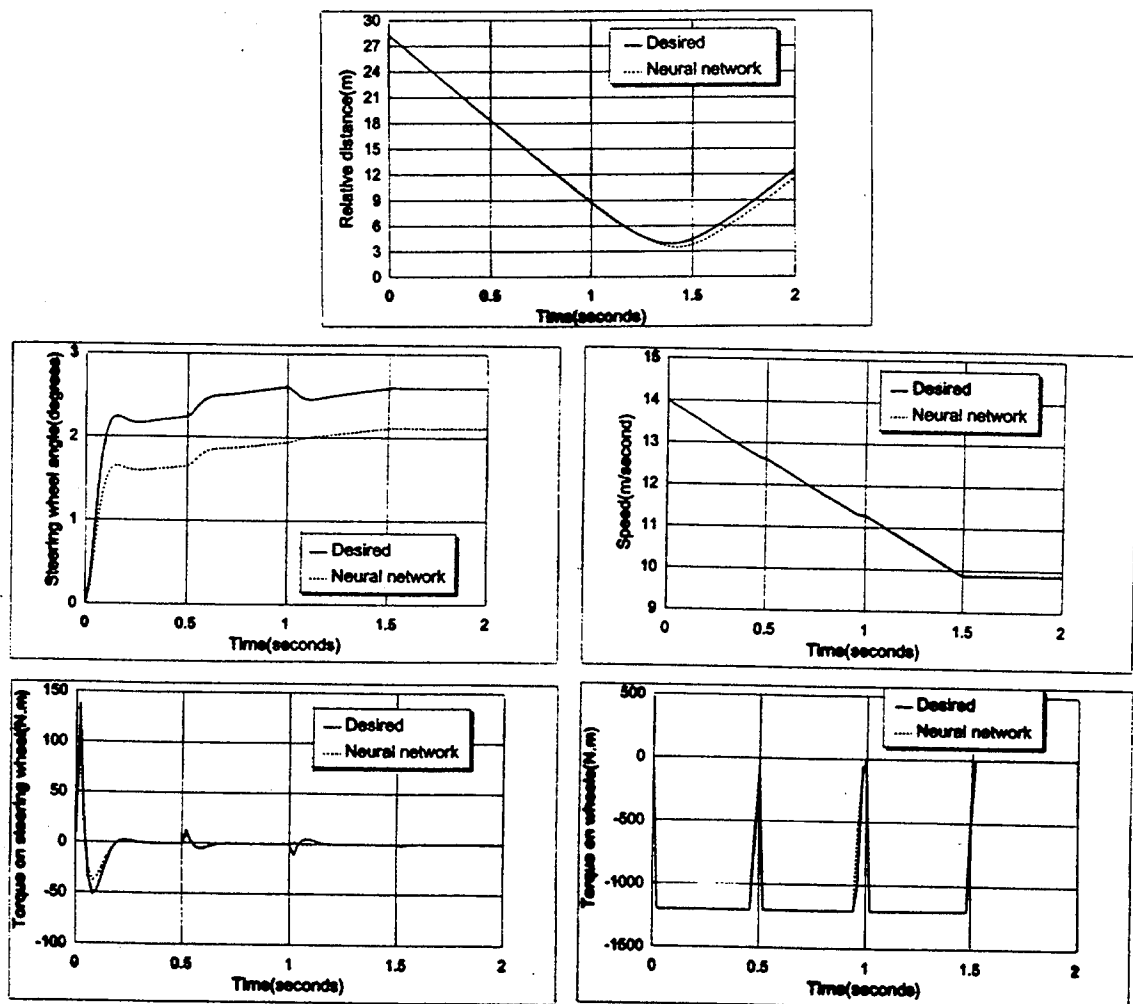 30
27
24
21
18
15
12
9
6
3
0
Relative distance(m)
Desired
Neural network
0 0.5 1 1.5 2
Time(seconds)
3
2
1
0
Steering wheel angle(degrees)
Desired
Neural network
0 0.5 1 1.5 2
Time(seconds)
15
14
13
12
11
10
9
Speed(m/second)
Desired
Neural network
0 0.5 1 1.5 2
Time(seconds)
150
100
50
0
-50
-100
Torque on steering wheel(N.m)
Desired
Neural network
0 0.5 1 1.5 2
Time(seconds)
500
0
-500
-1000
-1500
Torque on wheels(N.m)
Desired
Neural network
0 0.5 1 1.5 2
Time(seconds)